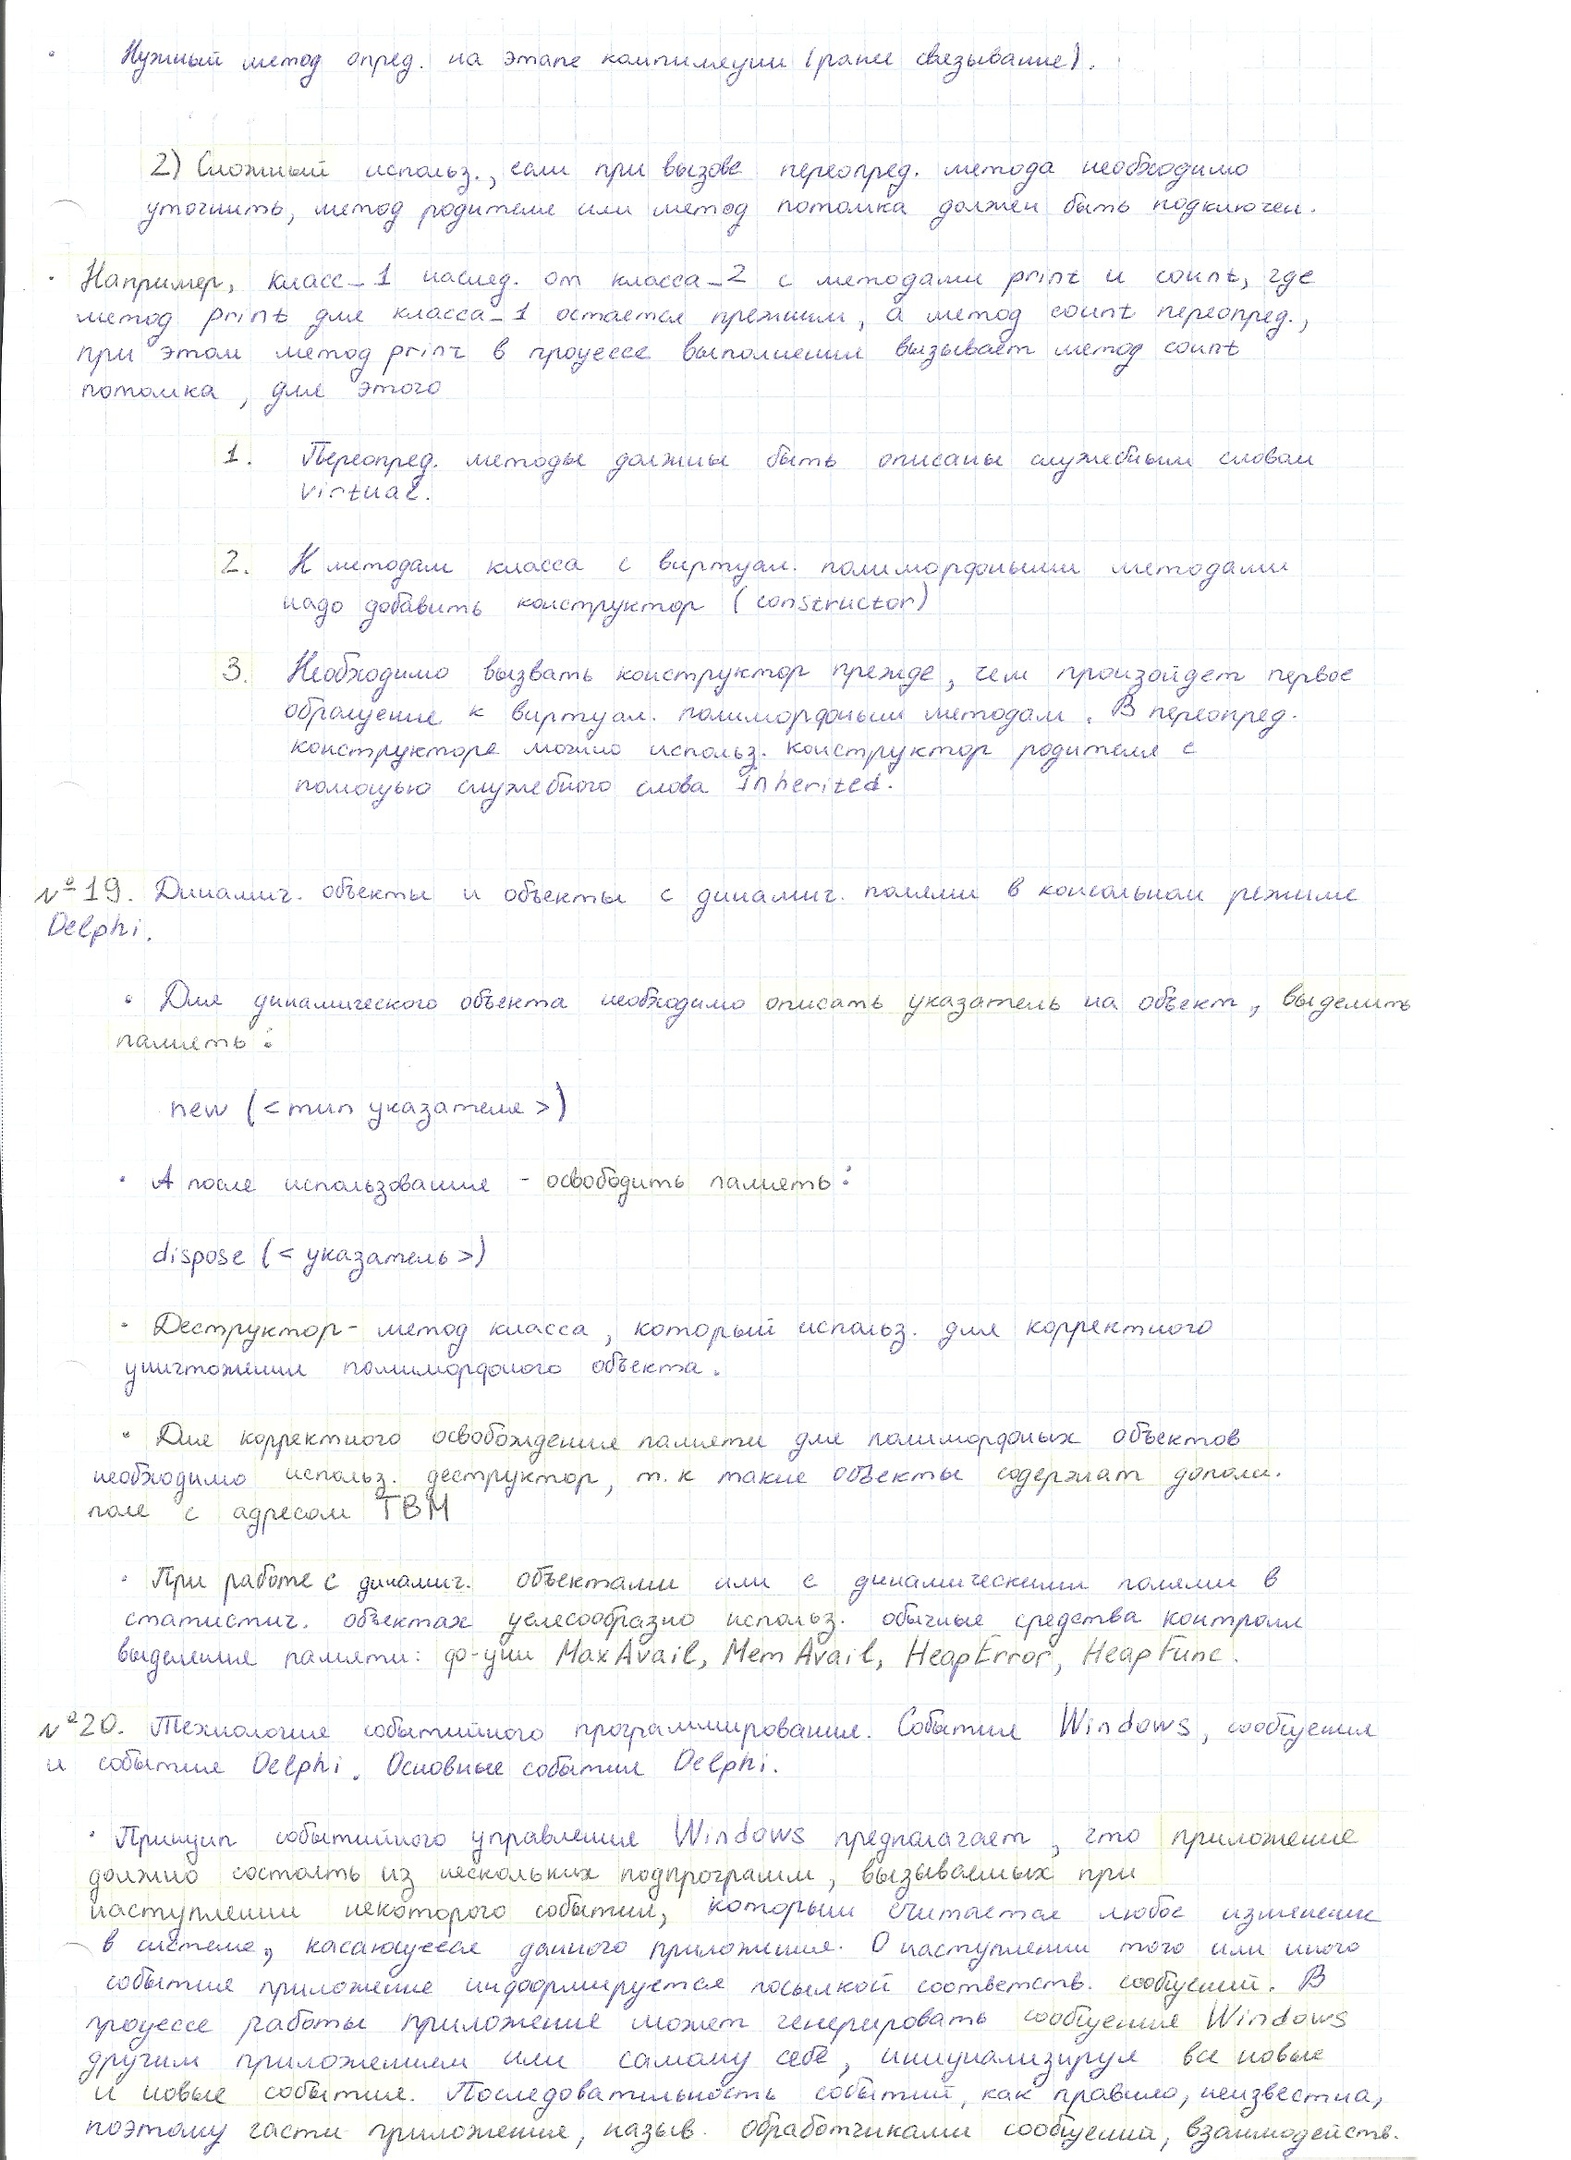 Нужный метод опред. на этапе компиляции (ранее связывание).
2) Сложный использ., если при вызове переопред. метода необходимо
уточнить, метод родителя или метод потомка должен быть подключен.
Например, класс_1 наслед. от класса_2 с методами print и count, где
метод print для класса_1 остается прежним, а метод count переопред.,
при этом метод print в процессе выполнения вызывает метод count
потомка, для этого
1. Переопред. методы должны быть описаны служебным словом
virtual.
2. К методам класса с виртуал. полиморфными методами
надо добавить конструктор (constructor)
3. Необходимо вызвать конструктор прежде, чем произойдет первое
обращение к виртуал. полиморфным методам. В переопред.
конструкторе можно использ. конструктор родителя с
помощью служебного слова inherited.
№19. Динамич. объекты и объекты с динамич. полями в консольном режиме
Delphi.
• Для динамического объекта необходимо описать указатель на объект, выделить
память:
new (<тип указателя>)
• А после использования - освободить память:
dispose (<указатель>)
• Деструктор - метод класса, который использ. для корректного
уничтожения полиморфного объекта.
• Для корректного освобождения памяти для полиморфных объектов
необходимо использ. деструктор, т.к такие объекты содержат дополн.
поле с адресом ТВМ
• При работе с динамич. объектами или с динамическими полями в
статистич. объектах целесообразно использ. обычные средства контроля
выделения памяти: ф-ции MaxAvail, MemAvail, HeapError, HeapFunc.
№20. Технология событийного программирования. События Windows, сообщения
и события Delphi. Основные события Delphi.
• Принцип событийного управления Windows предполагает, что приложение
должно состоять из нескольких подпрограмм, вызываемых при
наступлении некоторого события, которым считается любое изменение
в системе, касающееся данного приложения. О наступлении того или иного
события приложение информируется посылкой соответств. сообщений. В
процессе работы приложение может генерировать сообщения Windows
другим приложениям или самому себе, инициализируя все новые
и новые события. Последовательность событий, как правило, неизвестна,
поэтому части приложения, назыв. обработчиками сообщения, взаимодейств.